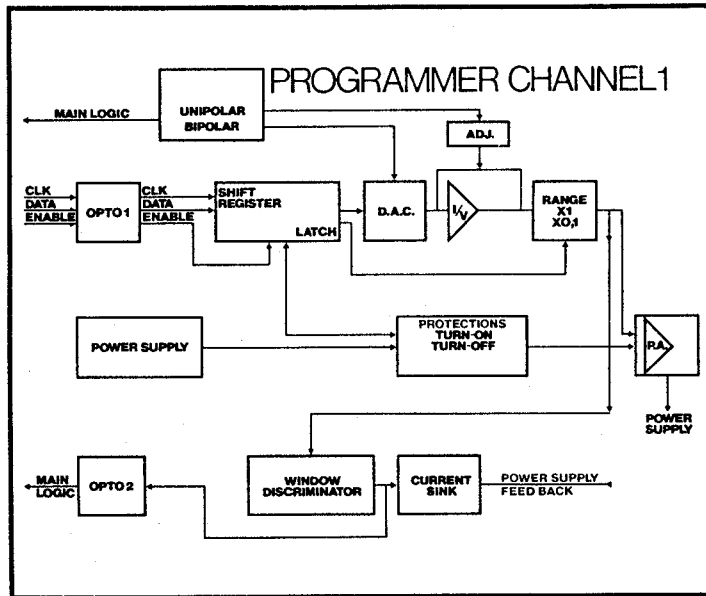 PROGRAMMER CHANNEL1
UNIPOLAR
BIPOLAR
MAIN LOGIC
ADJ.
CLK
DATA
ENABLE
OPTO 1
CLK
DATA
ENABLE
SHIFT
REGISTER
LATCH
D.A.C.
I/V
RANGE
X1
X0,1
POWER SUPPLY
PROTECTIONS
TURN-ON
TURN-OFF
P.A.
POWER
SUPPLY
MAIN
LOGIC
OPTO 2
WINDOW
DISCRIMINATOR
CURRENT
SINK
POWER SUPPLY
FEED BACK